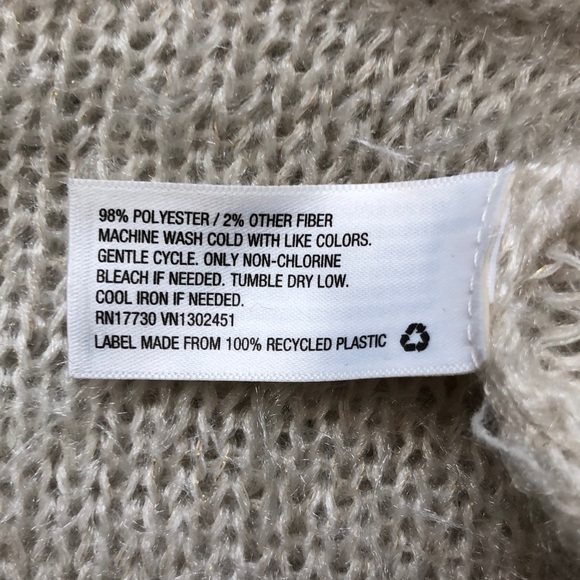 98% POLYESTER / 2% OTHER FIBER
MACHINE WASH COLD WITH LIKE COLORS.
GENTLE CYCLE. ONLY NON-CHLORINE
BLEACH IF NEEDED. TUMBLE DRY LOW.
COOL IRON IF NEEDED.
RN17730 VN1302451
LABEL MADE FROM 100% RECYCLED PLASTIC